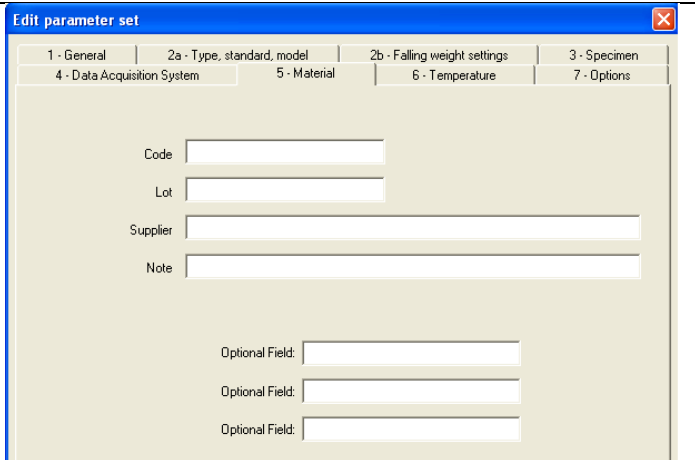 Edit parameter set
1 - General 2a - Type, standard, model 2b - Falling weight settings 3 - Specimen
4 - Data Acquisition System 5 - Material 6 - Temperature 7 - Options
Code
Lot
Supplier
Note
Optional Field:
Optional Field:
Optional Field: